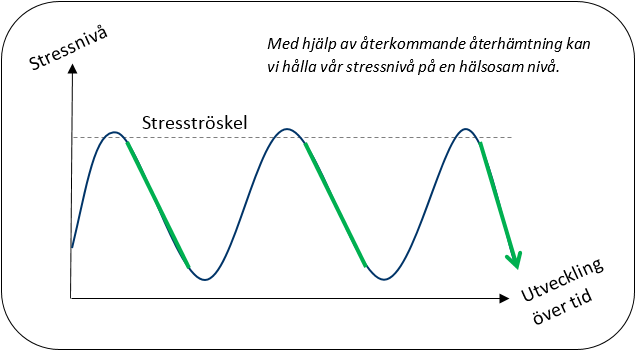 Stressnivå
Med hjälp av återkommande återhämtning kan
vi hålla vår stressnivå på en hälsosam nivå.
Stresströskel
Utveckling
över tid